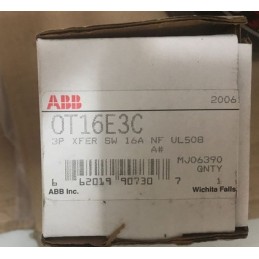 ABB
2006
OT16E3C
3P XFER SW 16A NF UL508
A#
MJ06390
QNTY
6 62019 90730 7 1
ABB Inc. Wichita Falls,